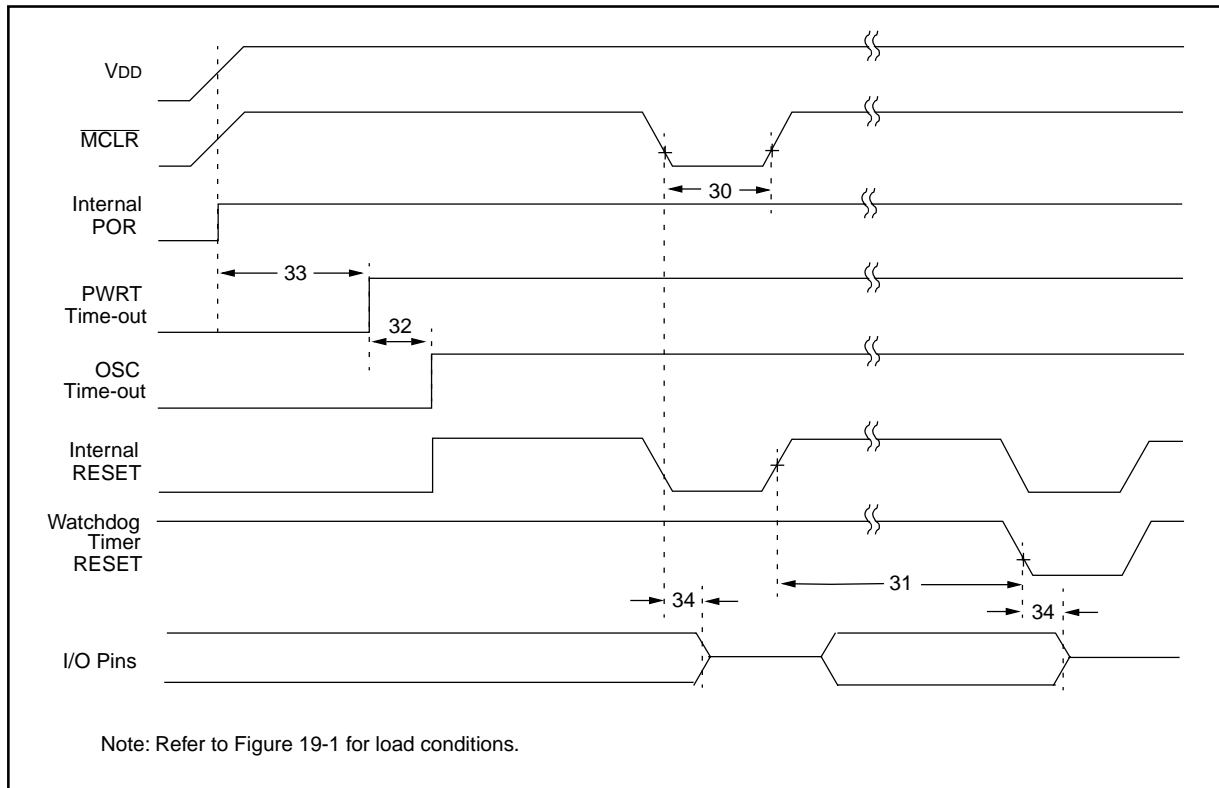 VDD
MCLR
30
Internal
POR
33
PWRT
Time-out
32
OSC
Time-out
Internal
RESET
Watchdog
Timer
RESET
31
34
34
I/O Pins
Note: Refer to Figure 19-1 for load conditions.